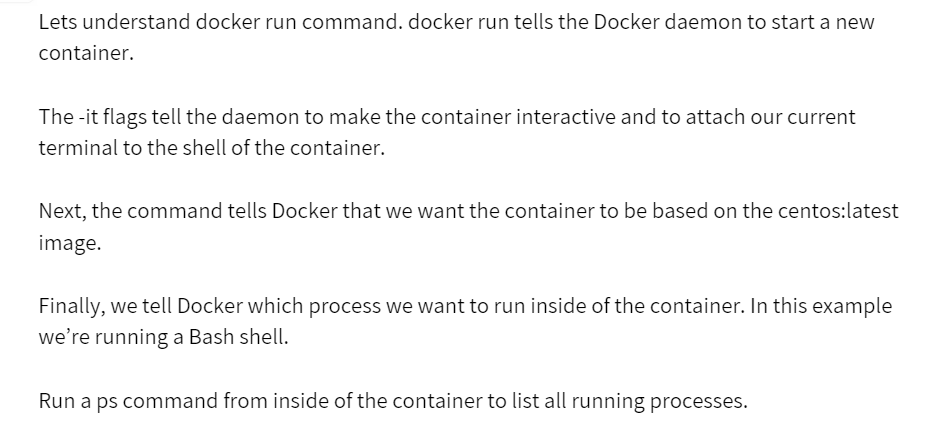 Lets understand docker run command. docker run tells the Docker daemon to start a new
container.
The -it flags tell the daemon to make the container interactive and to attach our current
terminal to the shell of the container.
Next, the command tells Docker that we want the container to be based on the centos:latest
image.
Finally, we tell Docker which process we want to run inside of the container. In this example
we’re running a Bash shell.
Run a ps command from inside of the container to list all running processes.